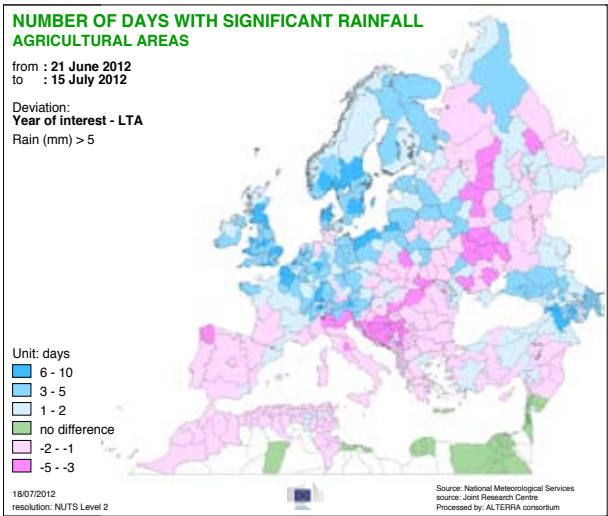 NUMBER OF DAYS WITH SIGNIFICANT RAINFALL
AGRICULTURAL AREAS
from : 21 June 2012
to : 15 July 2012
Deviation:
Year of interest - LTA
Rain (mm) > 5
Unit: days
6 - 10
3 - 5
1 - 2
no difference
-2 - -1
-5 - -3
18/07/2012
resolution: NUTS Level 2
Source: National Meteorological Services
source: Joint Research Centre
Processed by: ALTERRA consortium